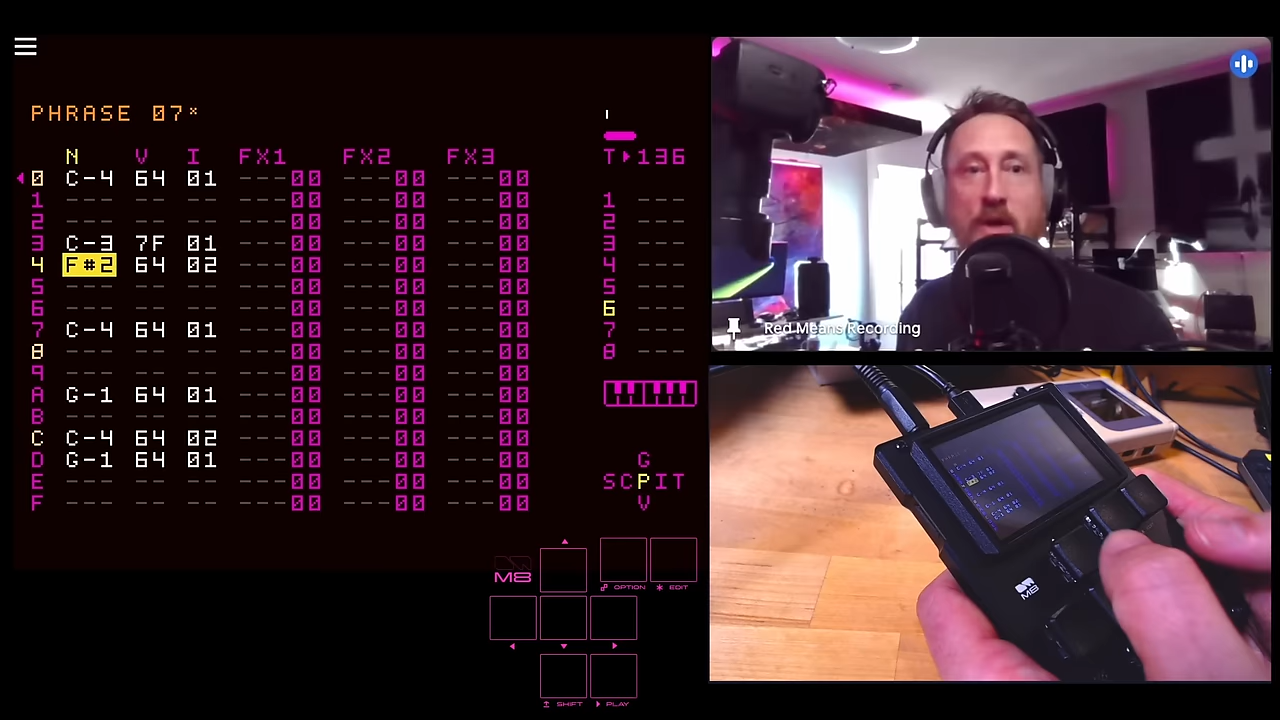 PHRASE 07*
N V I FX1 FX2 FX3 T▸136
0 C-4 64 01 ---00 ---00 ---00
1 --- -- -- ---00 ---00 ---00 1 ---
2 --- -- -- ---00 ---00 ---00 2 ---
3 C-3 7F 01 ---00 ---00 ---00 3 ---
4 F#2 64 02 ---00 ---00 ---00 4 ---
5 --- -- -- ---00 ---00 ---00 5 ---
6 --- -- -- ---00 ---00 ---00 6 ---
7 C-4 64 01 ---00 ---00 ---00 7 ---
8 --- -- -- ---00 ---00 ---00 8 ---
9 --- -- -- ---00 ---00 ---00
A G-1 64 01 ---00 ---00 ---00
B --- -- -- ---00 ---00 ---00
C C-4 64 02 ---00 ---00 ---00
D G-1 64 01 ---00 ---00 ---00 G
E --- -- -- ---00 ---00 ---00 SCPIT
F --- -- -- ---00 ---00 ---00 V
M8
OPTION EDIT
SHIFT PLAY
Red Means Recording
M8